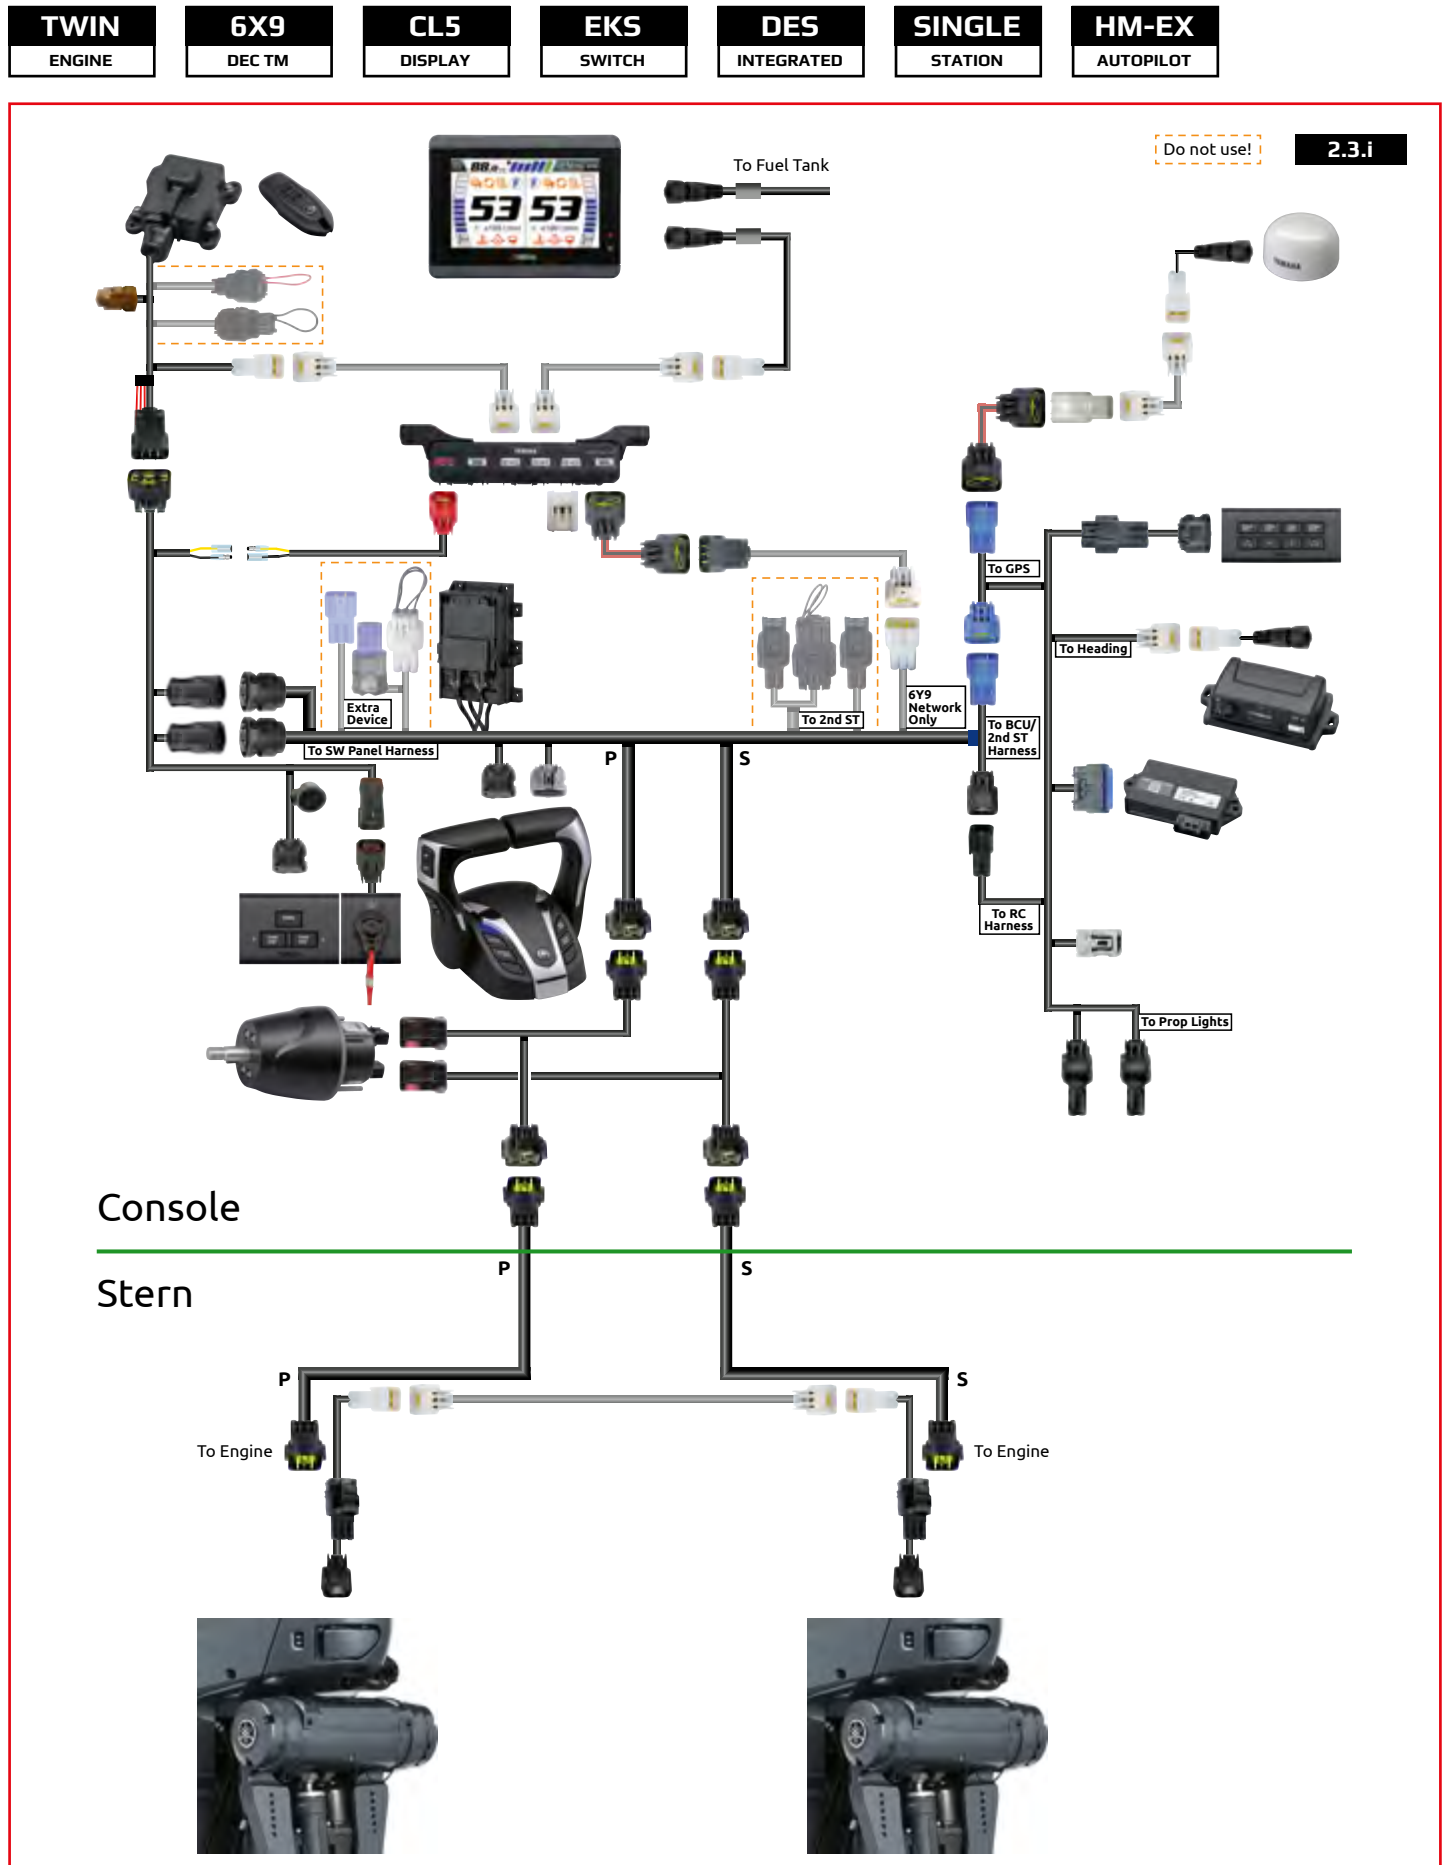 TWIN
ENGINE
6X9
DEC TM
CL5
DISPLAY
EKS
SWITCH
DES
INTEGRATED
SINGLE
STATION
HM-EX
AUTOPILOT
Do not use!
2.3.i
To Fuel Tank
53 53
YAMAHA
To GPS
To Heading
Extra
Device
6Y9
Network
Only
To 2nd ST
To BCU/
2nd ST
Harness
To SW Panel Harness
P
S
To RC
Harness
To Prop Lights
Console
Stern
P
S
P
S
To Engine
To Engine